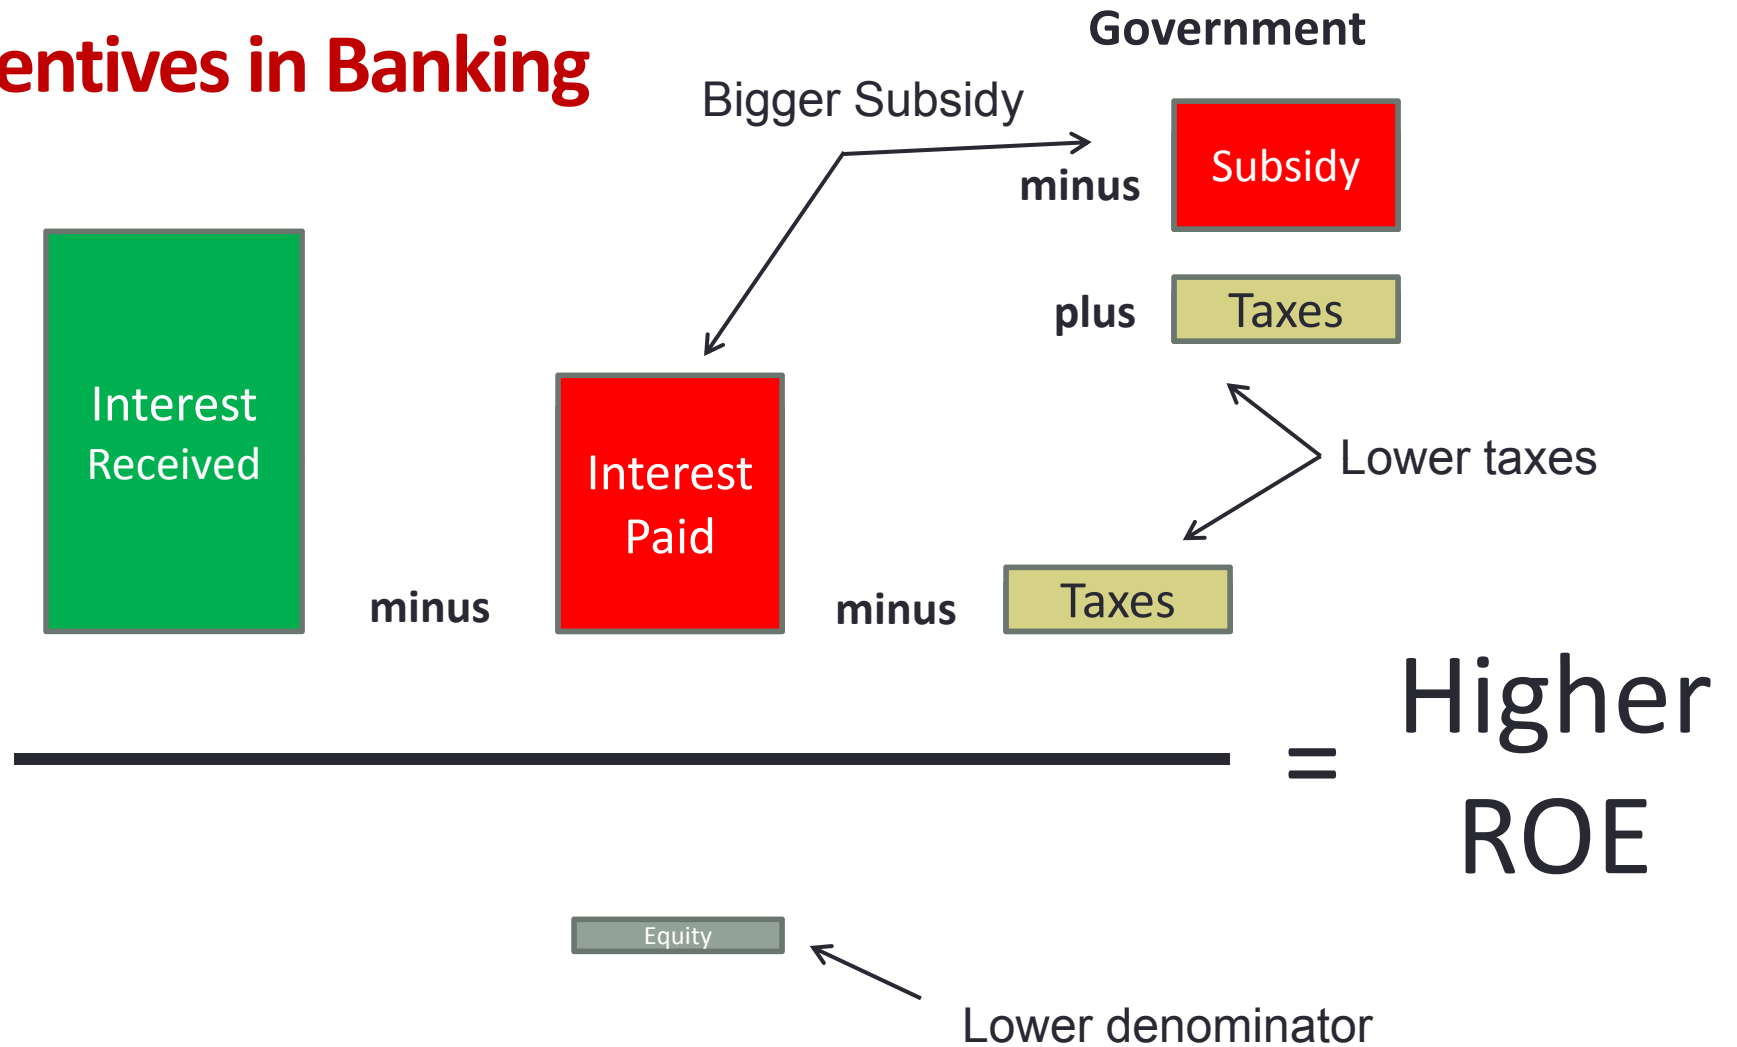 entives in Banking
Government
Bigger Subsidy
minus
Subsidy
plus
Taxes
Interest
Received
Lower taxes
Interest
Paid
minus
minus
Taxes
Higher
=
ROE
Equity
Lower denominator